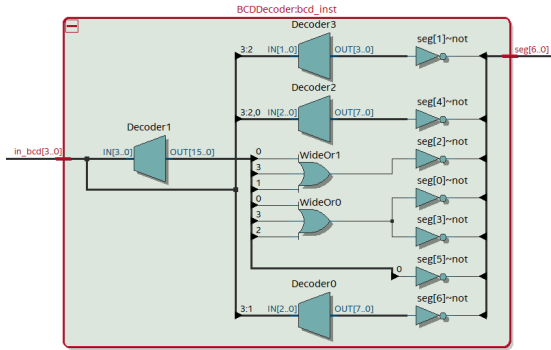 BCDDecoder:bcd_inst
Decoder3
3:2 IN[1..0] OUT[3..0]
seg[1]~not
seg[6..0]
Decoder2
3:2,0 IN[2..0] OUT[7..0]
seg[4]~not
Decoder1
in_bcd[3..0] IN[3..0] OUT[15..0]
0
3
1
WideOr1
seg[2]~not
0
3
2
WideOr0
seg[0]~not
seg[3]~not
0
seg[5]~not
Decoder0
3:1 IN[2..0] OUT[7..0]
seg[6]~not